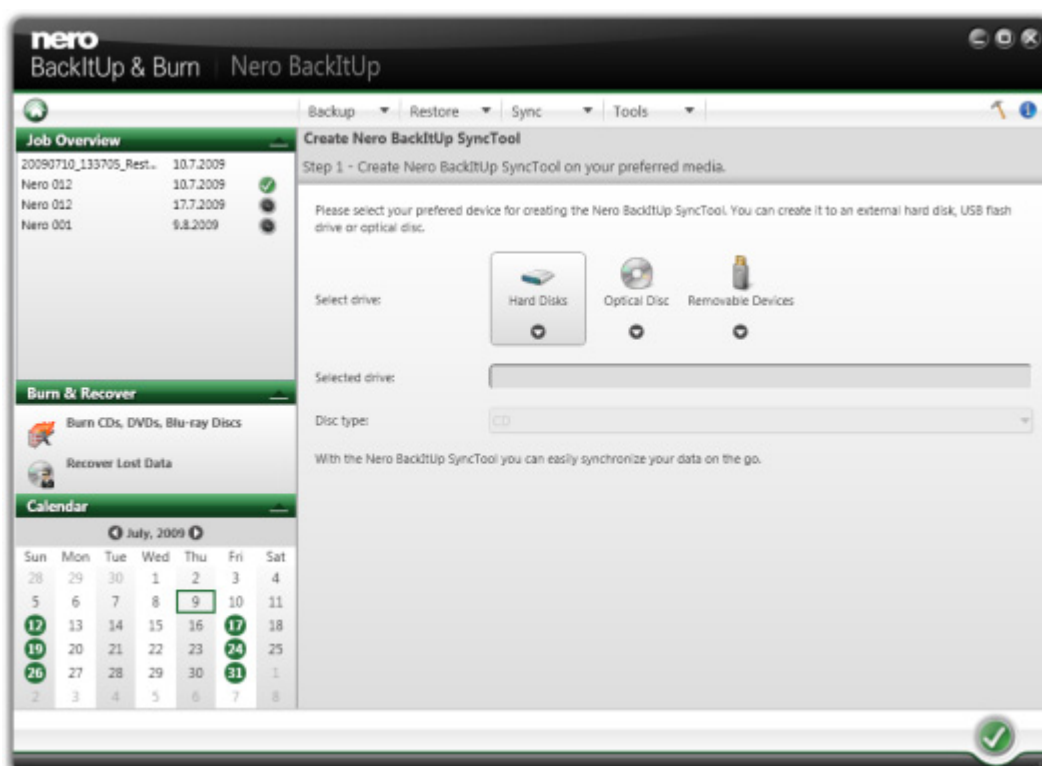 nero
BackItUp & Burn | Nero BackItUp
Backup Restore Sync Tools
Job Overview
20090710_133705_Rest... 10.7.2009
Nero 012 10.7.2009
Nero 012 17.7.2009
Nero 001 9.8.2009
Burn & Recover
Burn CDs, DVDs, Blu-ray Discs
Recover Lost Data
Calendar
July, 2009
Sun Mon Tue Wed Thu Fri Sat
28 29 30 1 2 3 4
5 6 7 8 9 10 11
12 13 14 15 16 17 18
19 20 21 22 23 24 25
26 27 28 29 30 31 1
2 3 4 5 6 7 8
Create Nero BackItUp SyncTool
Step 1 - Create Nero BackItUp SyncTool on your preferred media.
Please select your prefered device for creating the Nero BackItUp SyncTool. You can create it to an external hard disk, USB flash
drive or optical disc.
Select drive:
Hard Disks Optical Disc Removable Devices
Selected drive:
Disc type: CD
With the Nero BackItUp SyncTool you can easily synchronize your data on the go.